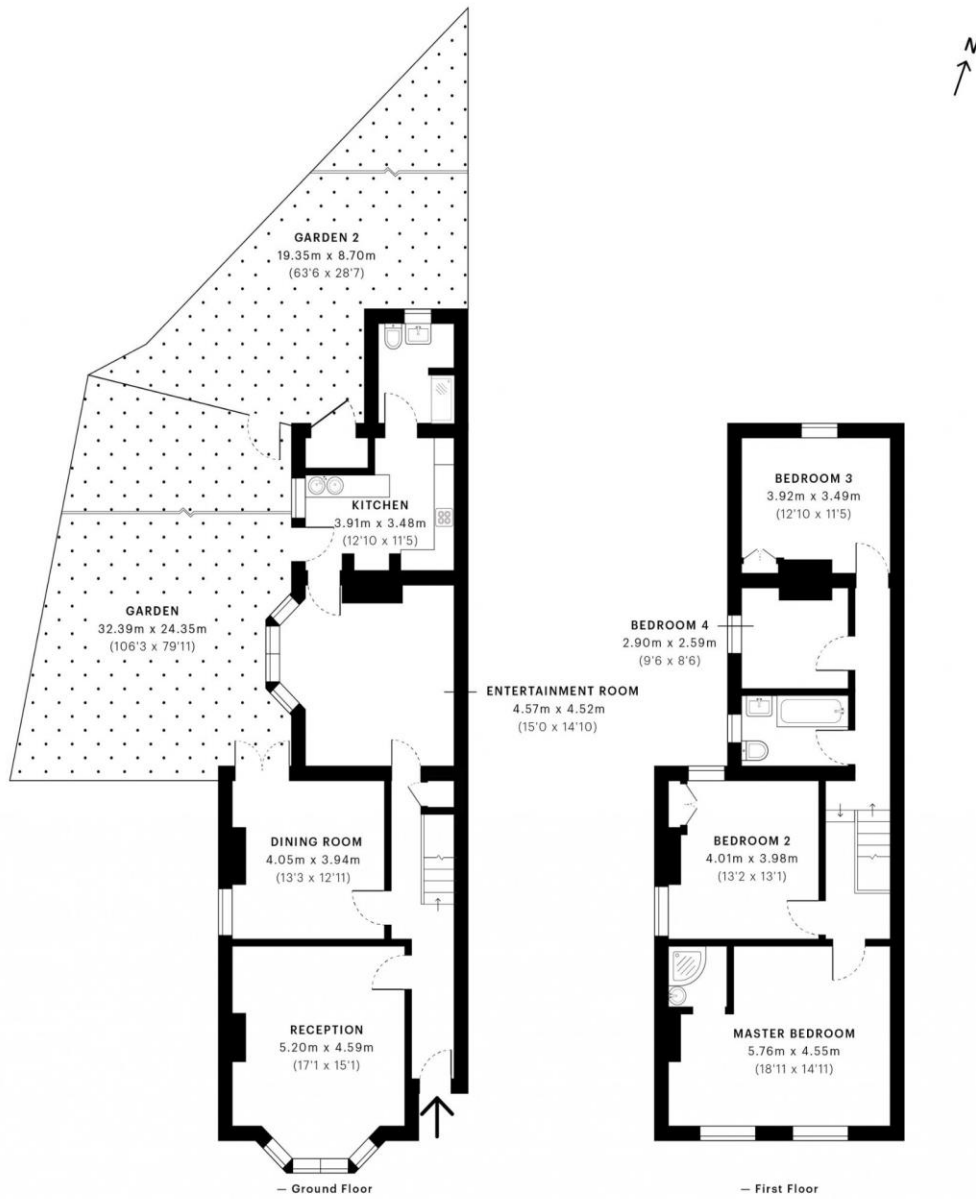 N
GARDEN 2
19.35m x 8.70m
(63'6 x 28'7)
KITCHEN
3.91m x 3.48m
(12'10 x 11'5)
GARDEN
32.39m x 24.35m
(106'3 x 79'11)
ENTERTAINMENT ROOM
4.57m x 4.52m
(15'0 x 14'10)
DINING ROOM
4.05m x 3.94m
(13'3 x 12'11)
RECEPTION
5.20m x 4.59m
(17'1 x 15'1)
— Ground Floor
BEDROOM 3
3.92m x 3.49m
(12'10 x 11'5)
BEDROOM 4
2.90m x 2.59m
(9'6 x 8'6)
BEDROOM 2
4.01m x 3.98m
(13'2 x 13'1)
MASTER BEDROOM
5.76m x 4.55m
(18'11 x 14'11)
— First Floor